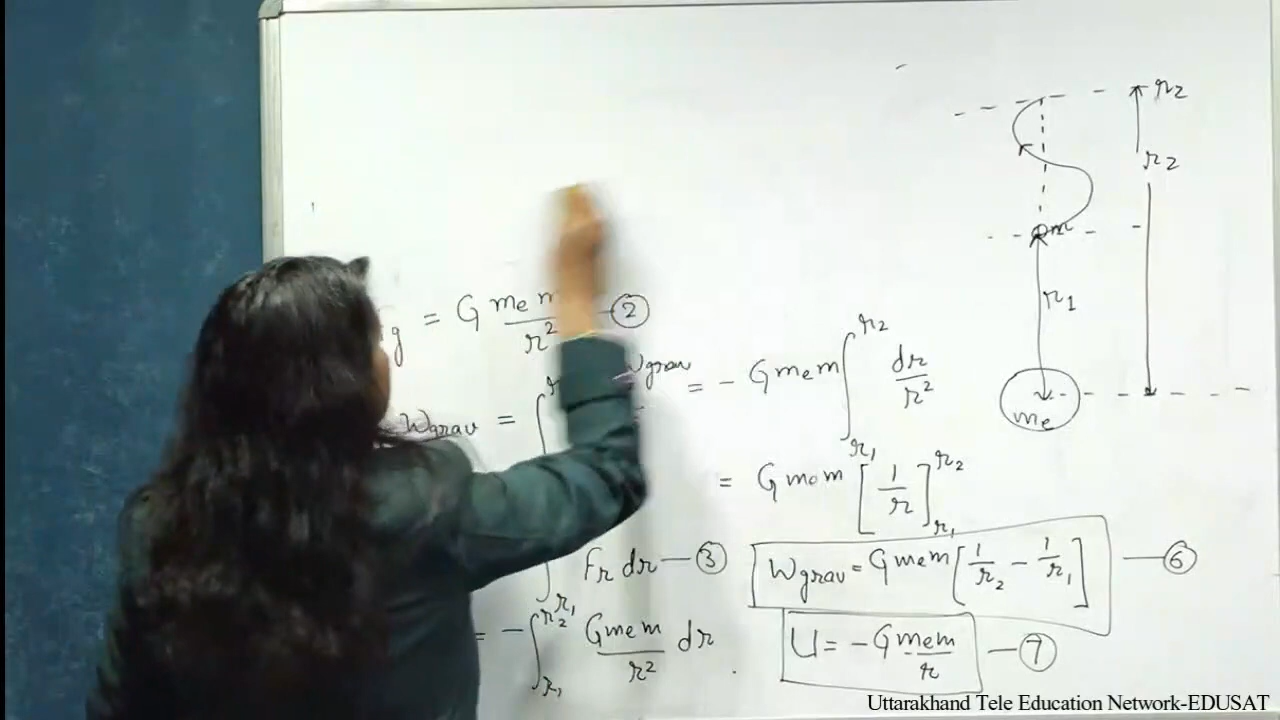 r2
r2
m
r1
me
g = G me m / r² — ②
Wgrav =
Wgrav = - G me m ∫_{r1}^{r2} dr / r²
= G me m [1/r]_{r1}^{r2}
Fr dr — ③
Wgrav = G me m [1/r2 - 1/r1] — ⑥
= - ∫_{r1}^{r2} G me m / r² dr
U = - G me m / r — ⑦
Uttarakhand Tele Education Network-EDUSAT